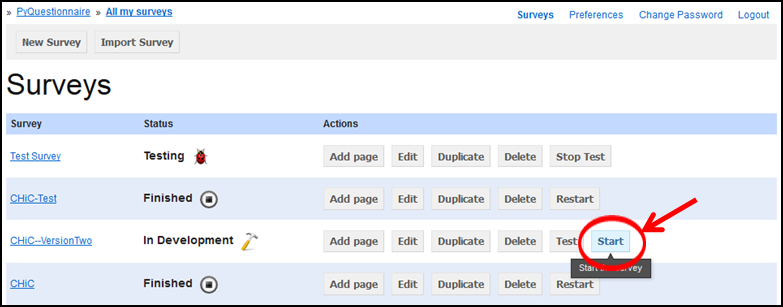 » PyQuestionnaire » All my surveys
Surveys Preferences Change Password Logout
New Survey Import Survey
Surveys
Survey Status Actions
Test Survey Testing Add page Edit Duplicate Delete Stop Test
CHiC-Test Finished Add page Edit Duplicate Delete Restart
CHiC--VersionTwo In Development Add page Edit Duplicate Delete Test Start
Start survey
CHiC Finished Add page Edit Duplicate Delete Restart